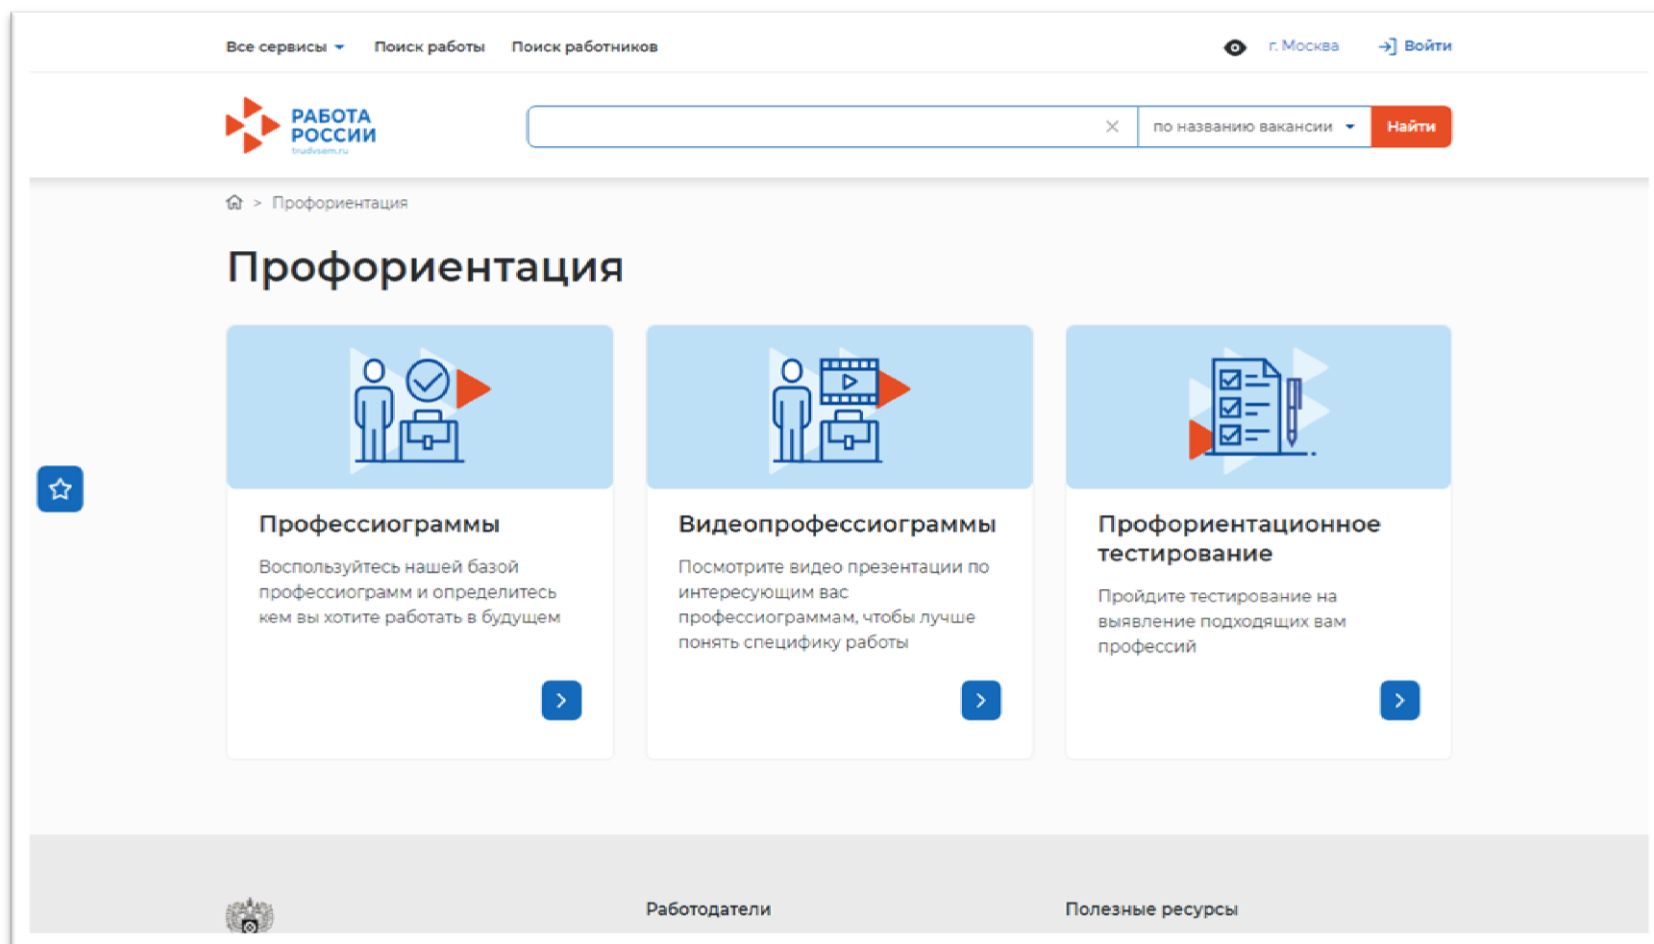 Все сервисы Поиск работы Поиск работников г. Москва Войти
РАБОТА
РОССИИ
trudvsem.ru
по названию вакансии Найти
> Профориентация
Профориентация
Профессиограммы
Воспользуйтесь нашей базой
профессиограмм и определитесь
кем вы хотите работать в будущем
Видеопрофессиограммы
Посмотрите видео презентации по
интересующим вас
профессиограммам, чтобы лучше
понять специфику работы
Профориентационное
тестирование
Пройдите тестирование на
выявление подходящих вам
профессий
Работодатели
Полезные ресурсы